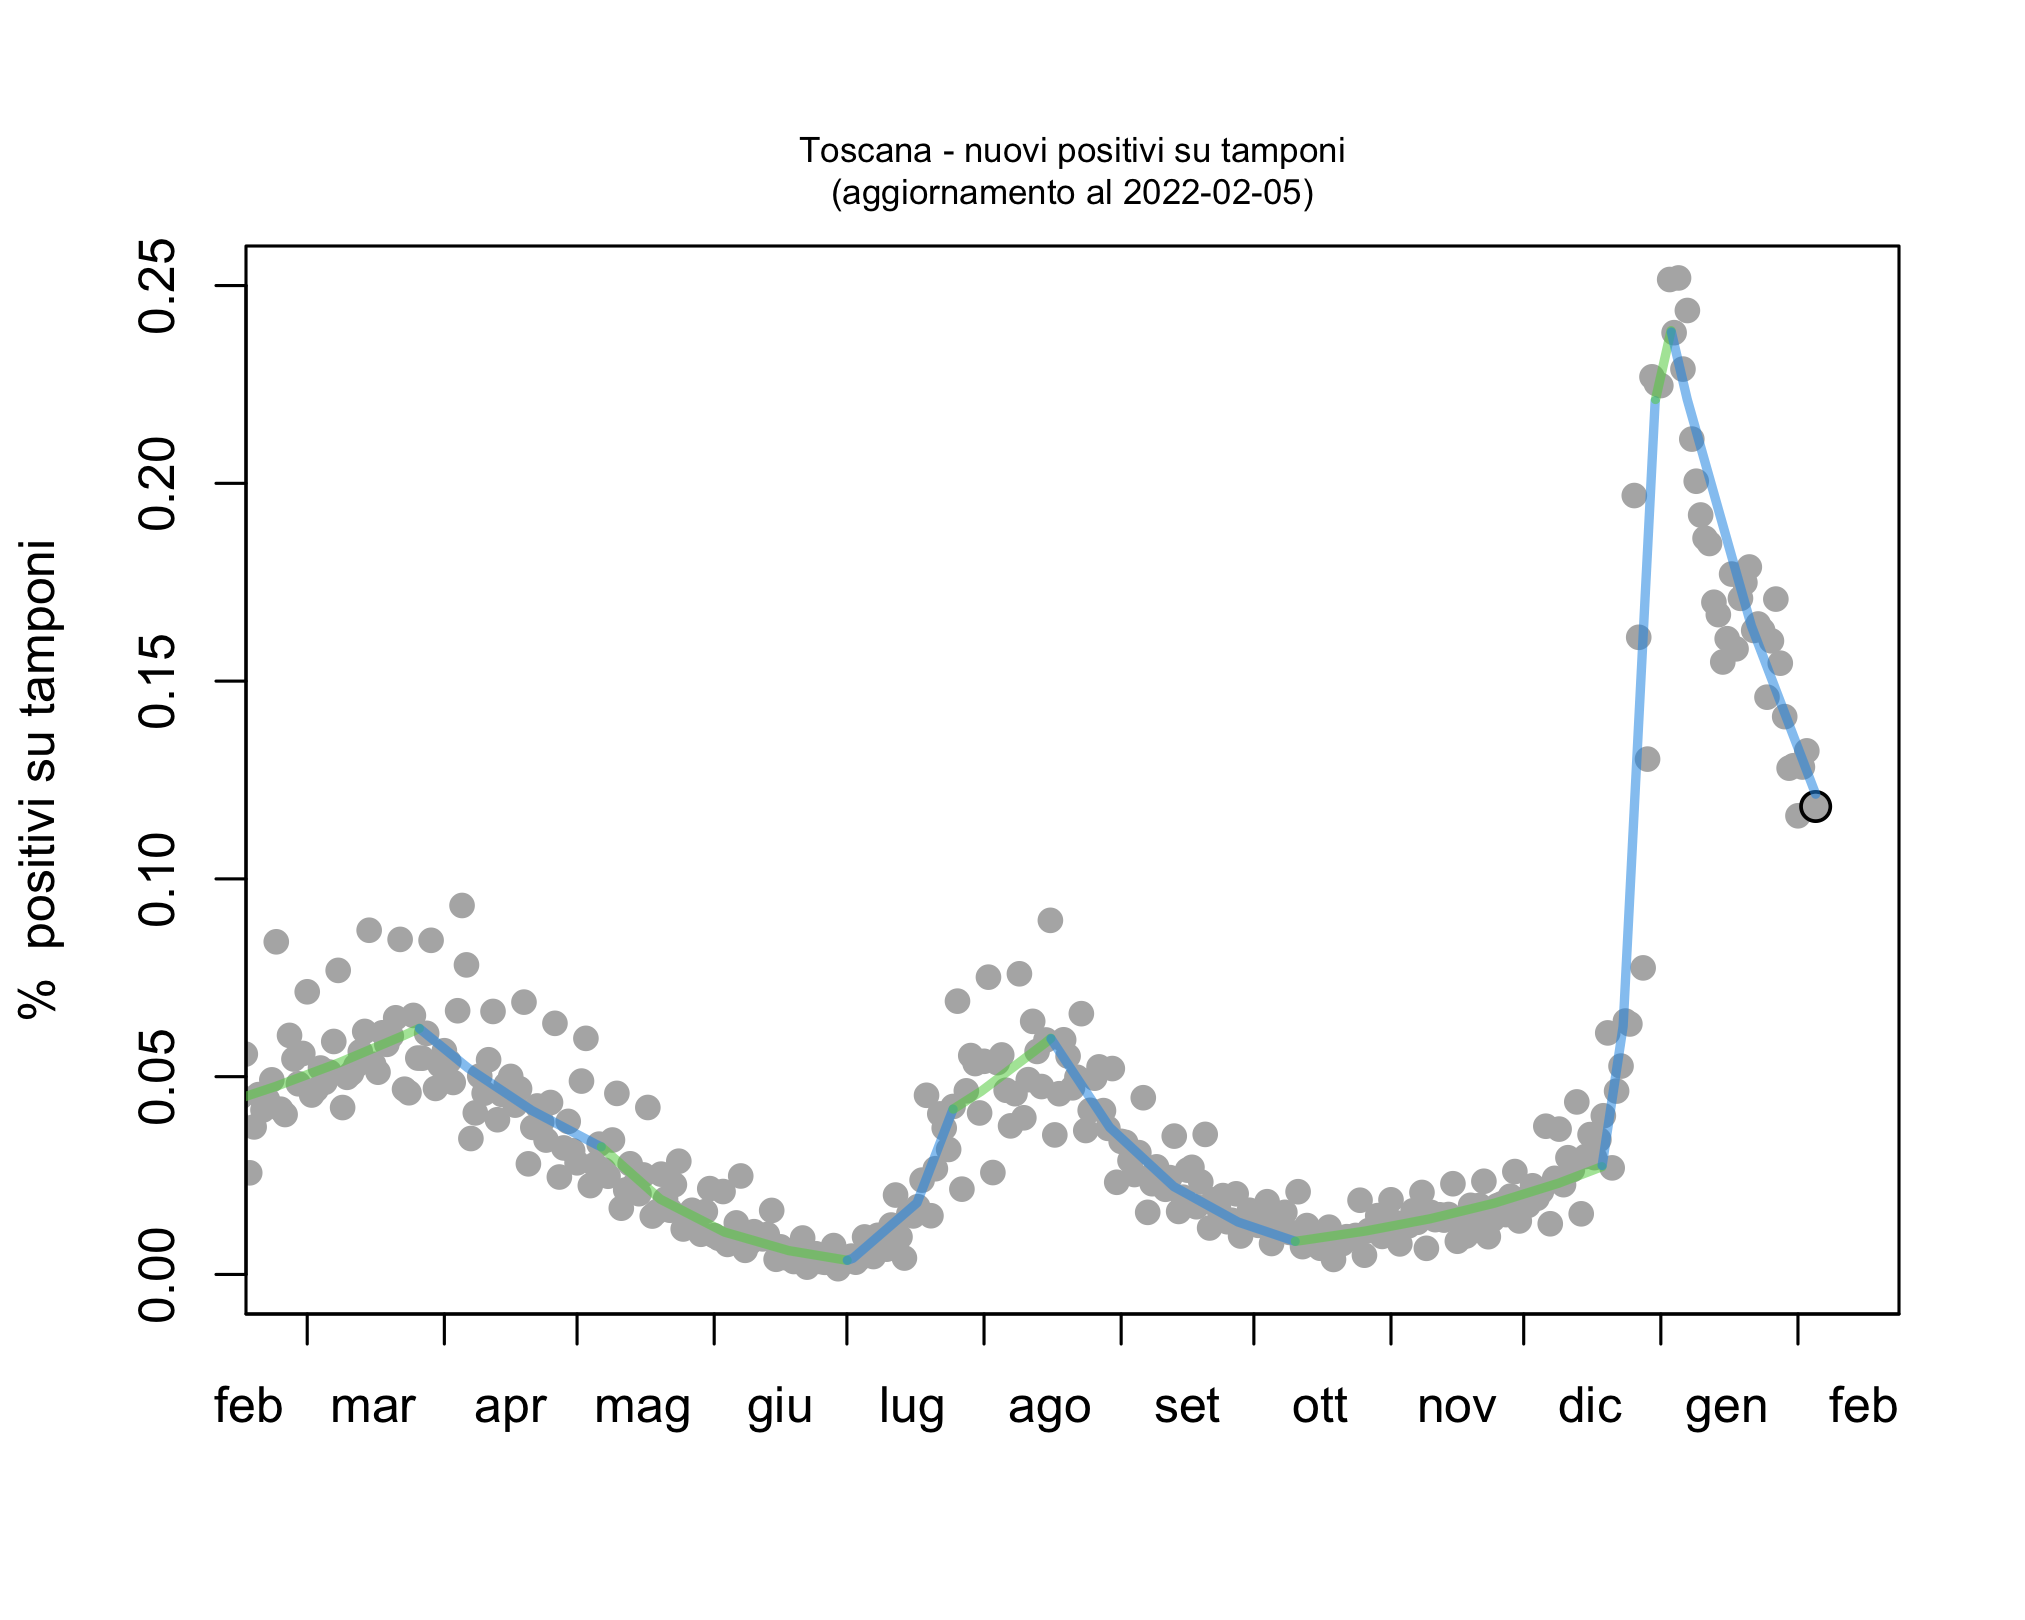 Toscana - nuovi positivi su tamponi
(aggiornamento al 2022-02-05)
% positivi su tamponi
0.25
0.20
0.15
0.10
0.05
0.00
feb mar apr mag giu lug ago set ott nov dic gen feb